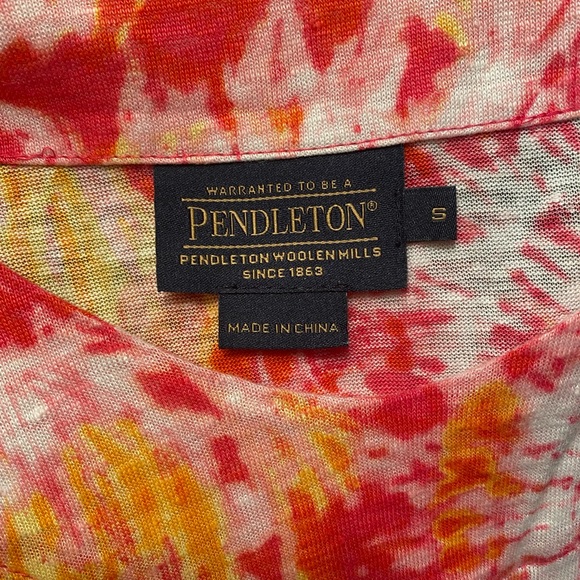 WARRANTED TO BE A
PENDLETON®
PENDLETON WOOLEN MILLS
SINCE 1863
S
MADE IN CHINA